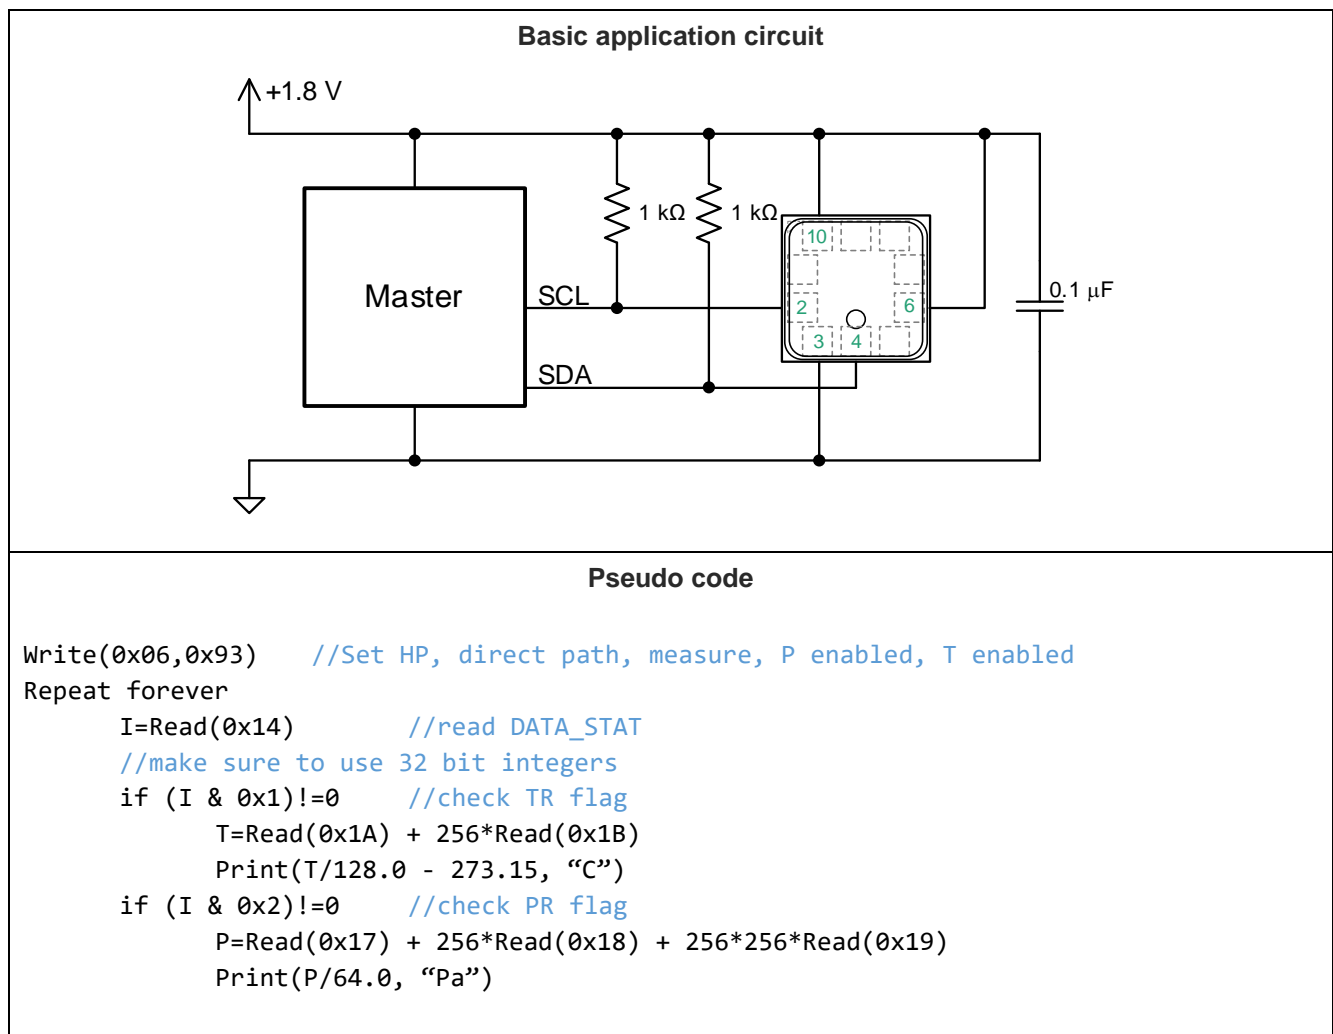 Basic application circuit
+1.8 V
1 kΩ 1 kΩ
10
Master
SCL
2
6
0.1 μF
3 4
SDA
Pseudo code
Write(0x06,0x93) //Set HP, direct path, measure, P enabled, T enabled
Repeat forever
I=Read(0x14) //read DATA_STAT
//make sure to use 32 bit integers
if (I & 0x1)!=0 //check TR flag
T=Read(0x1A) + 256*Read(0x1B)
Print(T/128.0 - 273.15, “C”)
if (I & 0x2)!=0 //check PR flag
P=Read(0x17) + 256*Read(0x18) + 256*256*Read(0x19)
Print(P/64.0, “Pa”)